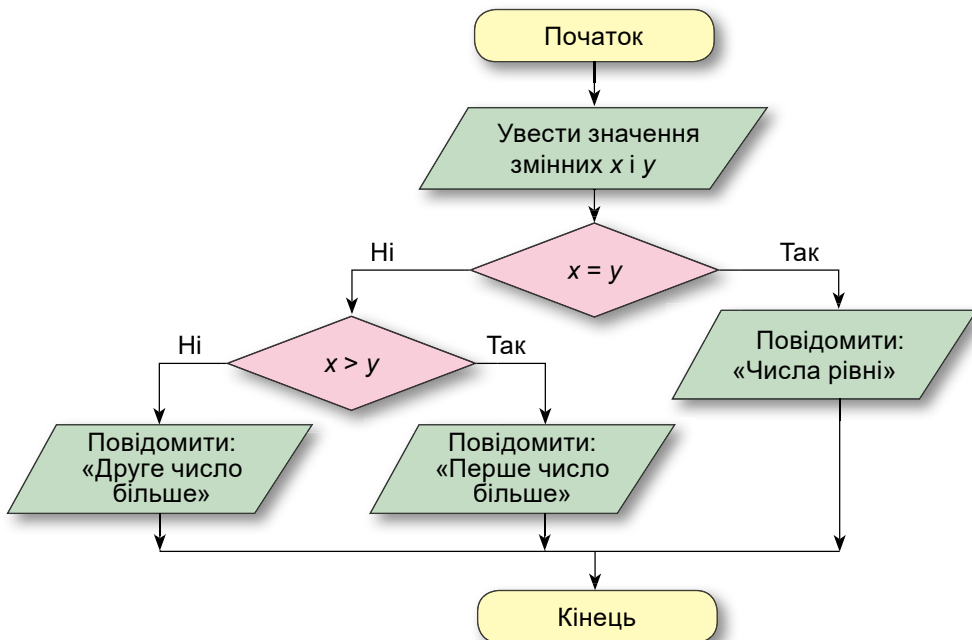 Початок
Увести значення
змінних x і y
Ні
Так
x = y
Ні
Так
x > y
Повідомити:
«Числа рівні»
Повідомити:
«Друге число
більше»
Повідомити:
«Перше число
більше»
Кінець